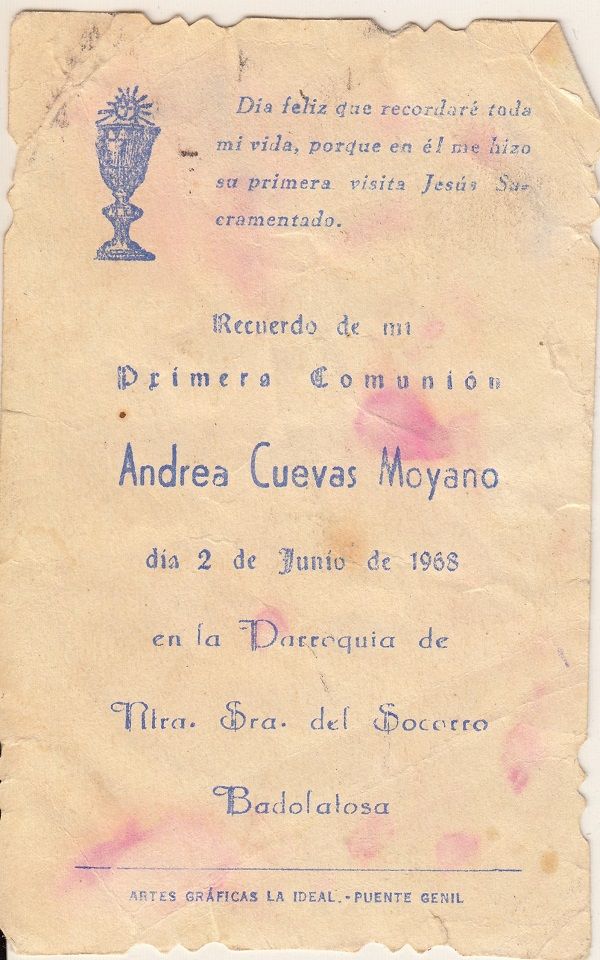 Día feliz que recordaré toda
mi vida, porque en él me hizo
su primera visita Jesús Sa-
cramentado.
Recuerdo de mi
Primera Comunión
Andrea Cuevas Moyano
día 2 de Junio de 1968
en la Parroquia de
Ntra. Sra. del Socorro
Badolatosa
ARTES GRÁFICAS LA IDEAL.-PUENTE GENIL